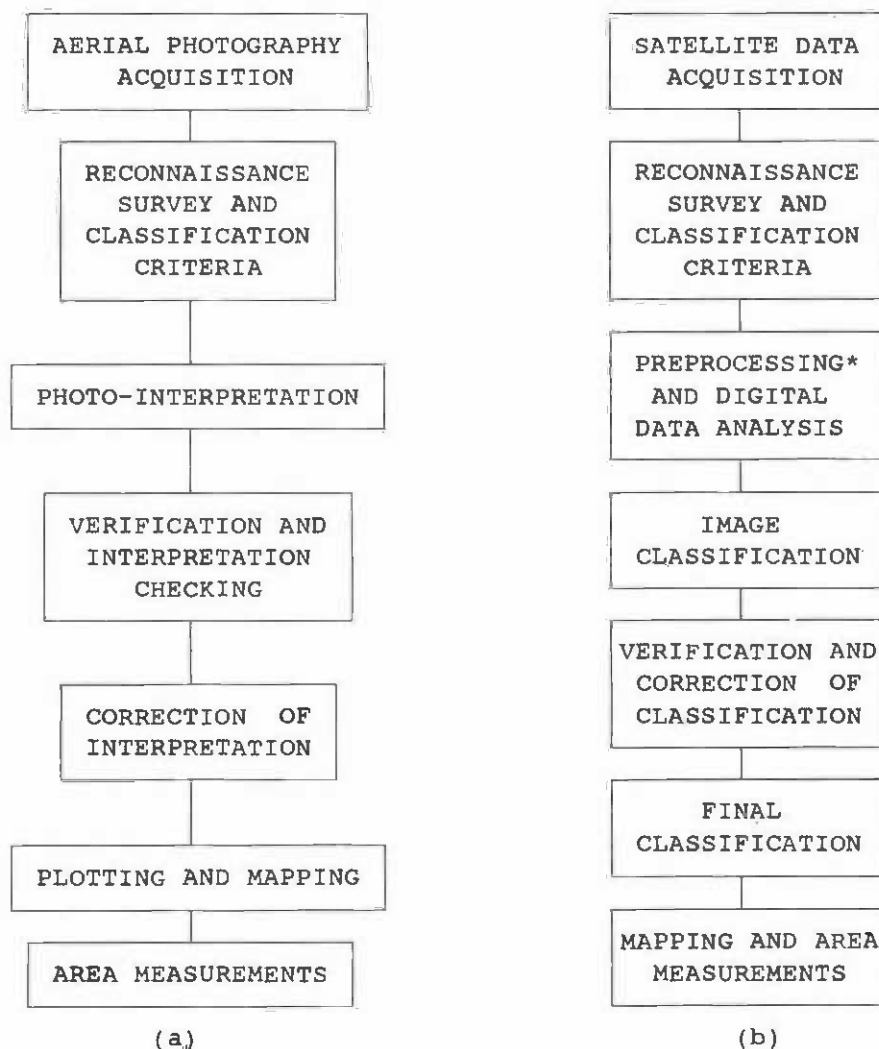 AERIAL PHOTOGRAPHY
ACQUISITION
RECONNAISSANCE
SURVEY AND
CLASSIFICATION
CRITERIA
PHOTO-INTERPRETATION
VERIFICATION AND
INTERPRETATION
CHECKING
CORRECTION OF
INTERPRETATION
PLOTTING AND MAPPING
AREA MEASUREMENTS
(a)
SATELLITE DATA
ACQUISITION
RECONNAISSANCE
SURVEY AND
CLASSIFICATION
CRITERIA
PREPROCESSING*
AND DIGITAL
DATA ANALYSIS
IMAGE
CLASSIFICATION
VERIFICATION AND
CORRECTION OF
CLASSIFICATION
FINAL
CLASSIFICATION
MAPPING AND AREA
MEASUREMENTS
(b)